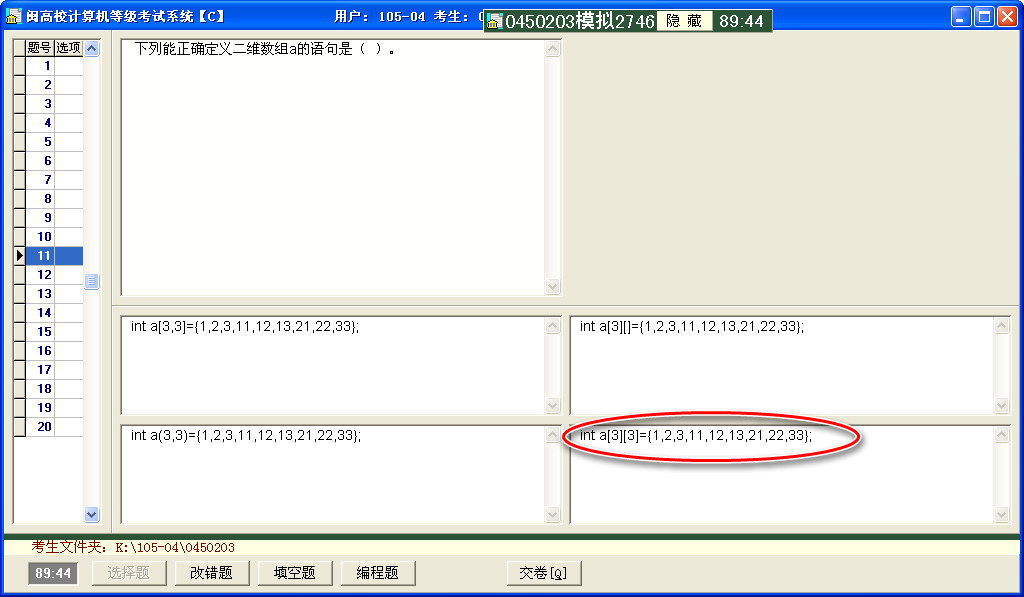 闽高校计算机等级考试系统【C】 用户: 105-04 考生:
0450203模拟2746 隐 藏 89:44
题号 选项
1
2
3
4
5
6
7
8
9
10
11
12
13
14
15
16
17
18
19
20
下列能正确定义二维数组a的语句是（ ）。
int a[3,3]={1,2,3,11,12,13,21,22,33};
int a[3][]={1,2,3,11,12,13,21,22,33};
int a(3,3)={1,2,3,11,12,13,21,22,33};
int a[3][3]={1,2,3,11,12,13,21,22,33};
考生文件夹: K:\105-04\0450203
89:44 选择题 改错题 填空题 编程题 交卷[Q]